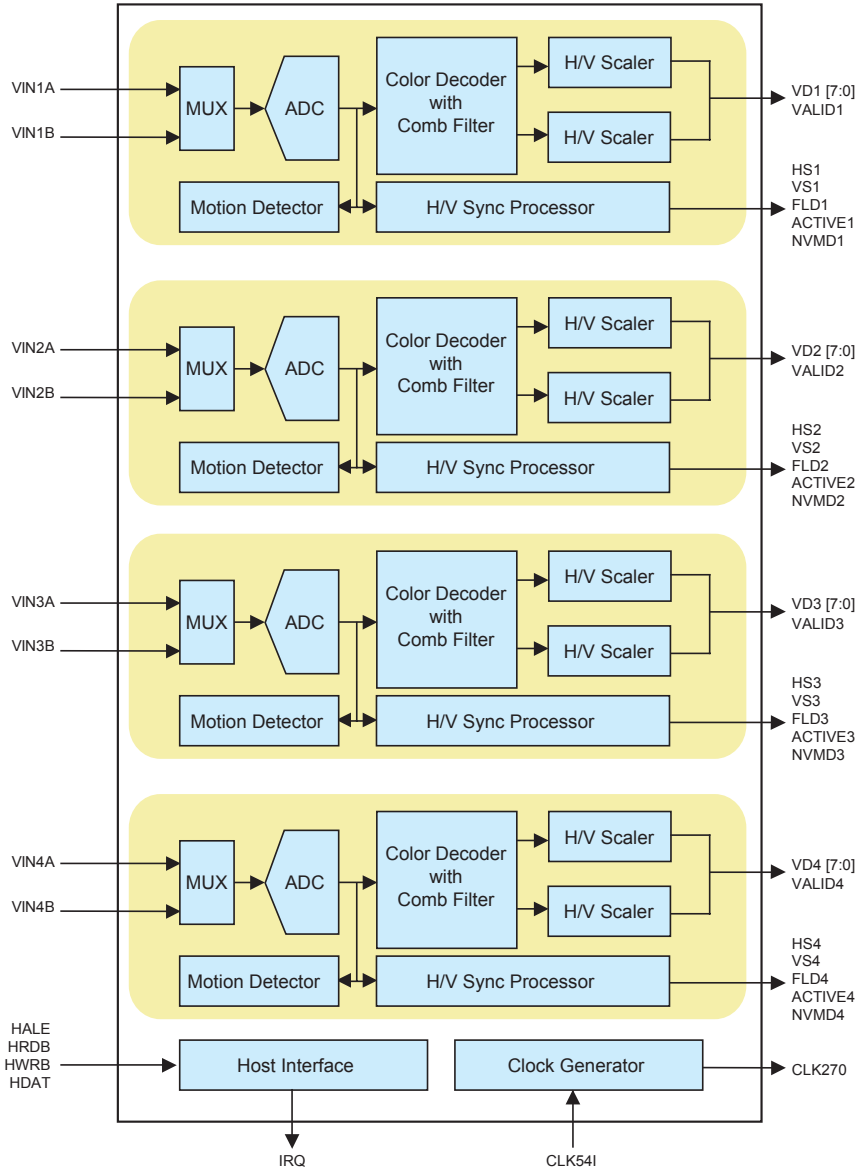 VIN1A
VIN1B
MUX
ADC
Color Decoder
with
Comb Filter
H/V Scaler
H/V Scaler
Motion Detector
H/V Sync Processor
VD1 [7:0]
VALID1
HS1
VS1
FLD1
ACTIVE1
NVMD1
VIN2A
VIN2B
MUX
ADC
Color Decoder
with
Comb Filter
H/V Scaler
H/V Scaler
Motion Detector
H/V Sync Processor
VD2 [7:0]
VALID2
HS2
VS2
FLD2
ACTIVE2
NVMD2
VIN3A
VIN3B
MUX
ADC
Color Decoder
with
Comb Filter
H/V Scaler
H/V Scaler
Motion Detector
H/V Sync Processor
VD3 [7:0]
VALID3
HS3
VS3
FLD3
ACTIVE3
NVMD3
VIN4A
VIN4B
MUX
ADC
Color Decoder
with
Comb Filter
H/V Scaler
H/V Scaler
Motion Detector
H/V Sync Processor
VD4 [7:0]
VALID4
HS4
VS4
FLD4
ACTIVE4
NVMD4
HALE
HRDB
HWRB
HDAT
Host Interface
Clock Generator
CLK270
IRQ
CLK54I